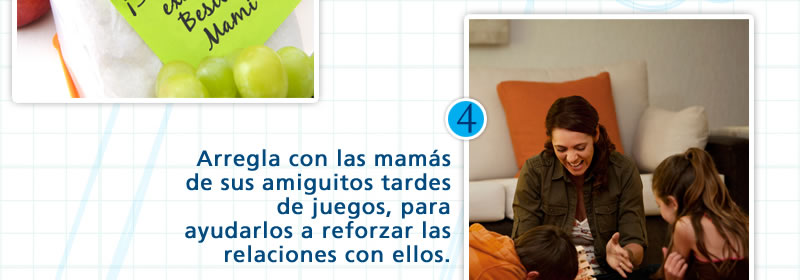 Besi
Mami
4
Arregla con las mamás
de sus amiguitos tardes
de juegos, para
ayudarlos a reforzar las
relaciones con ellos.